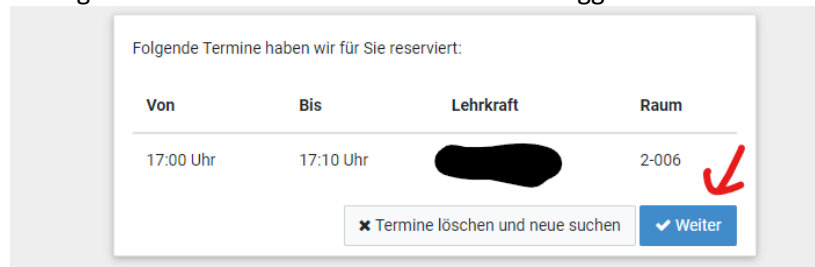 Folgende Termine haben wir für Sie reserviert:
Von Bis Lehrkraft Raum
17:00 Uhr 17:10 Uhr 2-006
Termine löschen und neue suchen Weiter